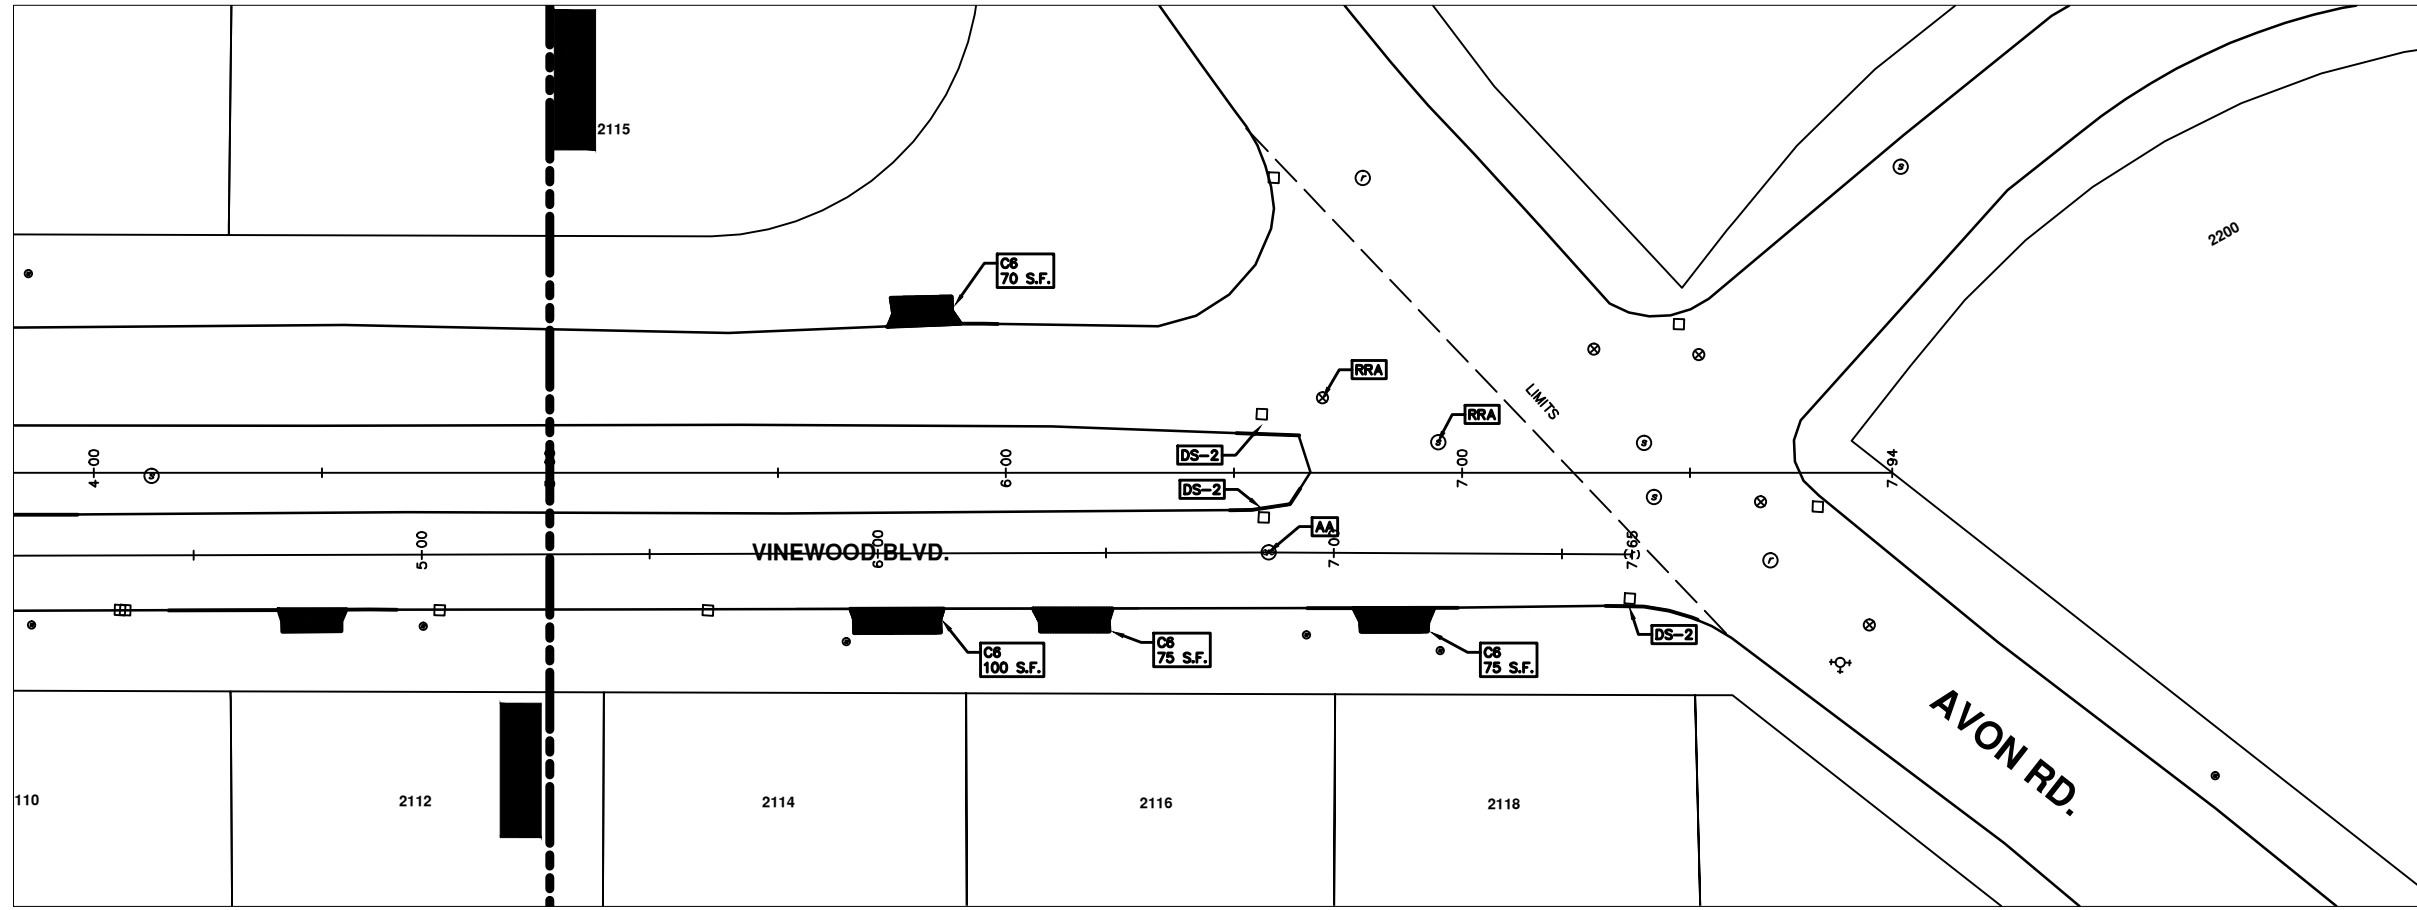 2115
2200
C6
70 S.F.
RRA
LIMITS
RRA
DS-2
4+00
6+00
7+00
7+94
DS-2
AA
VINEWOOD BLVD.
5+00
6+00
7+00
7+65
DS-2
C6
100 S.F.
C6
75 S.F.
C6
75 S.F.
AVON RD.
110
2112
2114
2116
2118